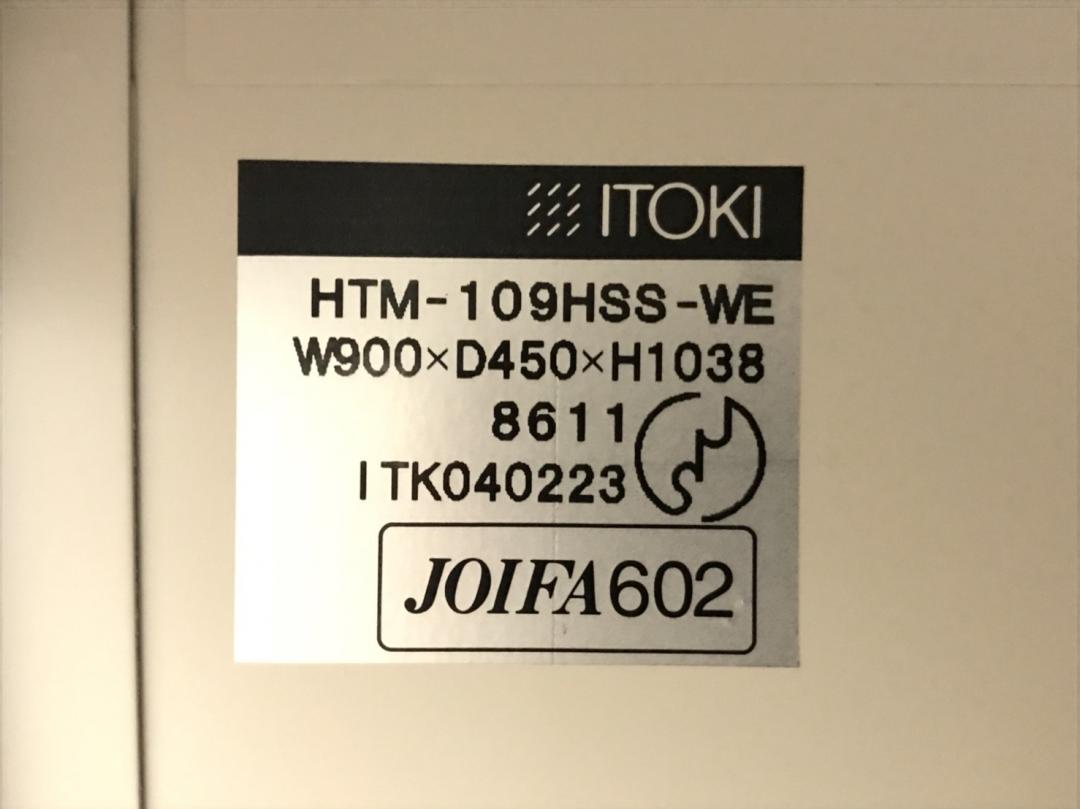 ITOKI
HTM-109HSS-WE
W900×D450×H1038
8611
ITK040223
JOIFA602